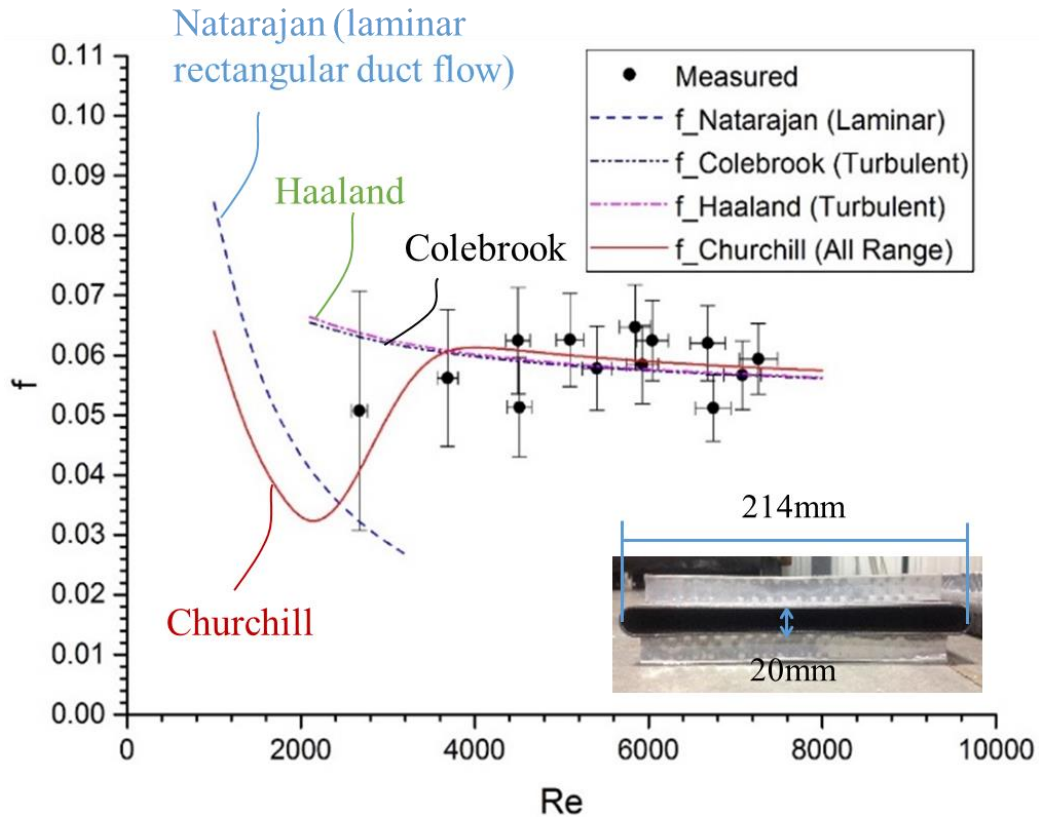 Natarajan (laminar
rectangular duct flow)
Haaland
Colebrook
Churchill
Measured
f_Natarajan (Laminar)
f_Colebrook (Turbulent)
f_Haaland (Turbulent)
f_Churchill (All Range)
0.11
0.10
0.09
0.08
0.07
0.06
0.05
0.04
0.03
0.02
0.01
0.00
f
214mm
20mm
0 2000 4000 6000 8000 10000
Re